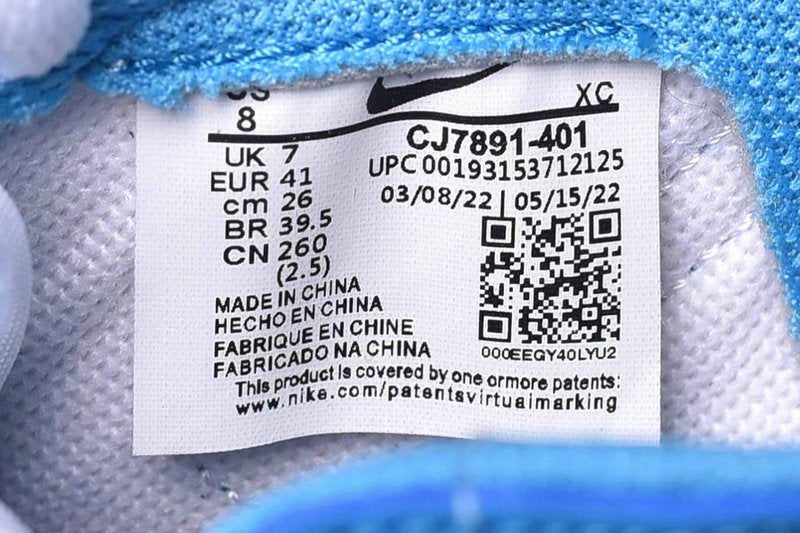 US
8
XC
CJ7891-401
UPC 00193153712125
03/08/22 | 05/15/22
UK 7
EUR 41
cm 26
BR 39.5
CN 260
(2.5)
000EEGY40LYU2
MADE IN CHINA
HECHO EN CHINA
FABRIQUE EN CHINE
FABRICADO NA CHINA
This product is covered by one ormore patents:
www.nike.com/patentsvirtuaimarking